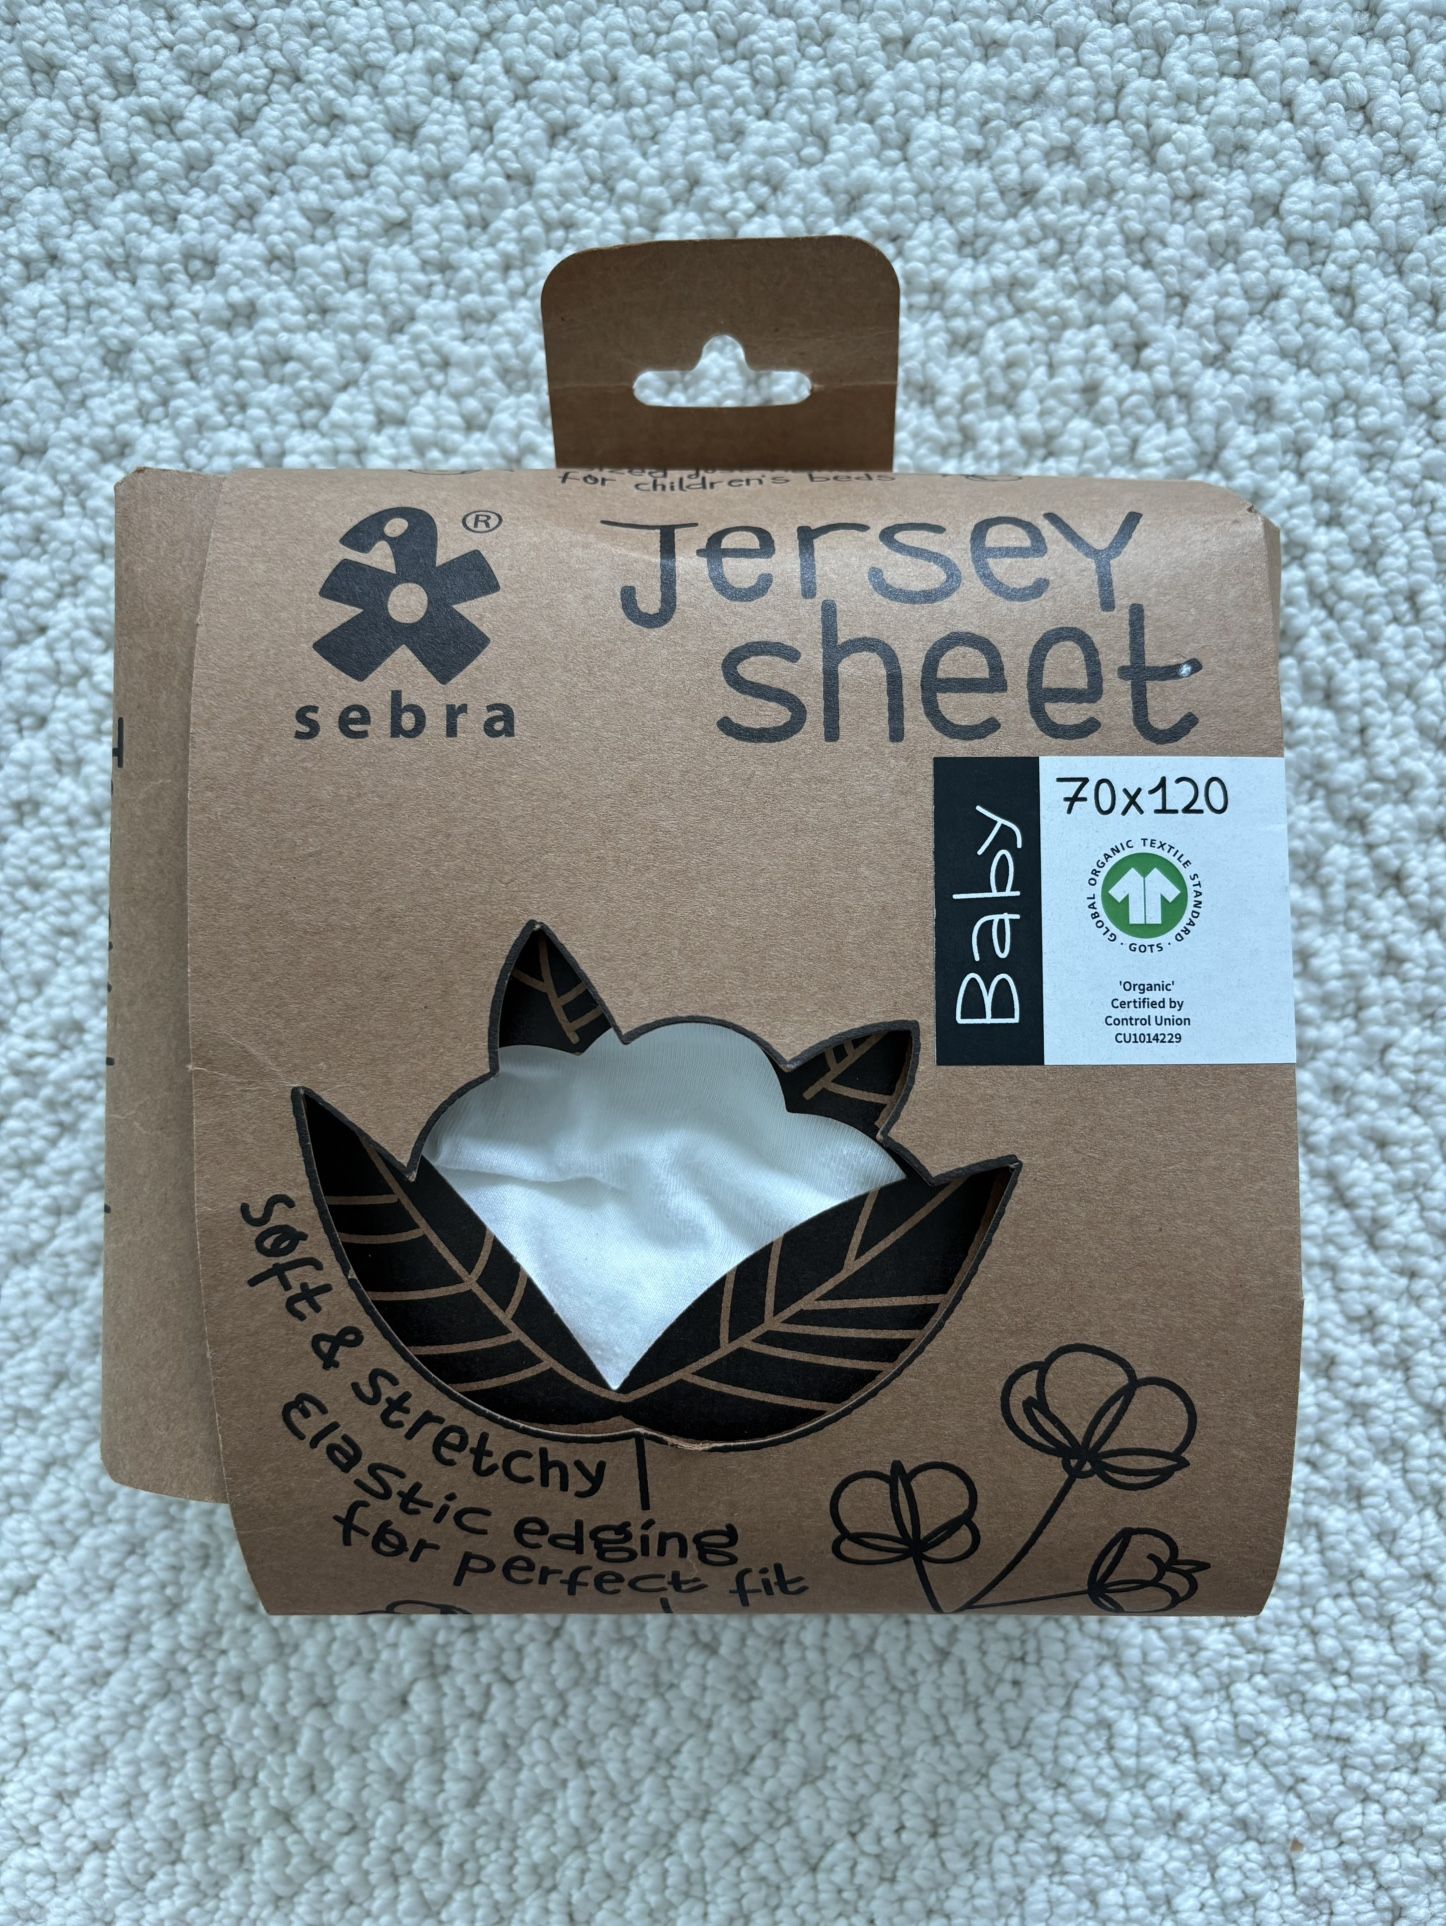 for children's beds
®
sebra
Jersey
sheet
Baby
70x120
GLOBAL ORGANIC TEXTILE STANDARD · GOTS ·
'Organic'
Certified by
Control Union
CU1014229
Soft & Stretchy
Elastic edging
for perfect fit